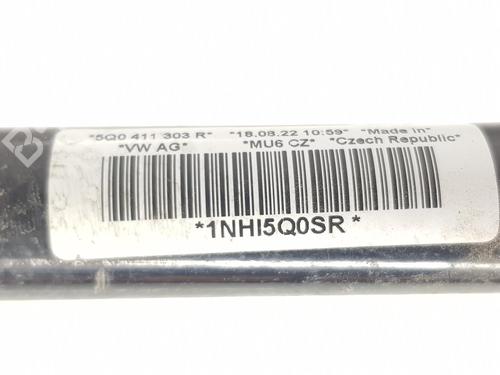 *5Q0 411 303 R* *18.08.22 10:59* *Made in*
*VW AG* *MU6 CZ* *Czech Republic*
*1NHI5Q0SR*